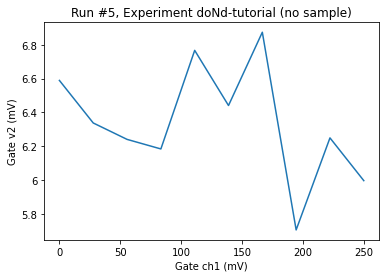 Run #5, Experiment doNd-tutorial (no sample)
6.8
6.6
6.4
6.2
6
5.8
Gate v2 (mV)
0 50 100 150 200 250
Gate ch1 (mV)